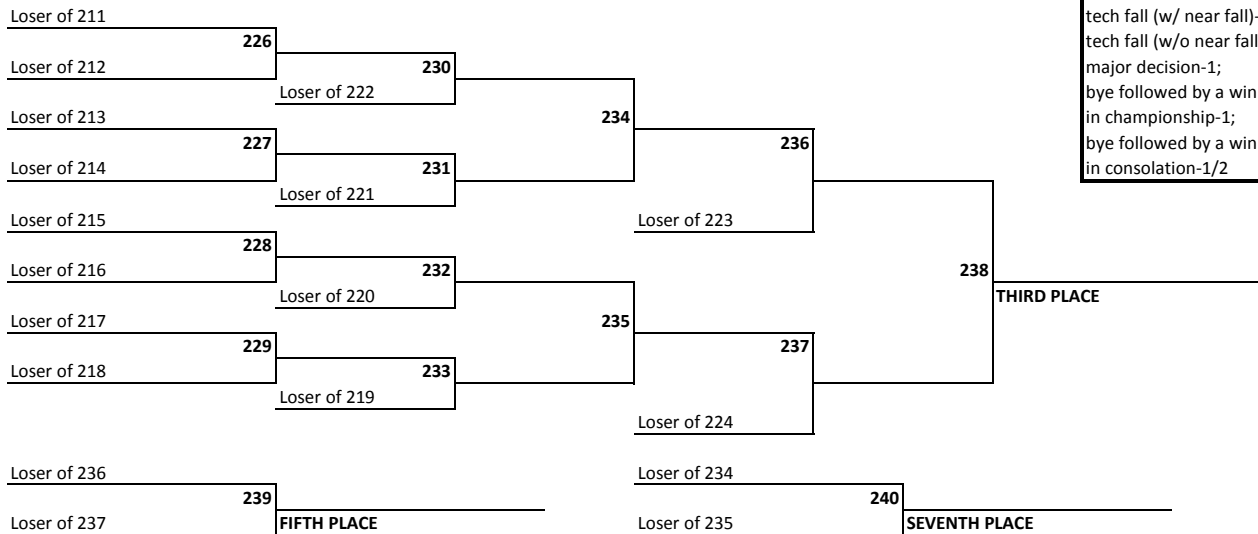 tech fall (w/ near fall)-
tech fall (w/o near fall
major decision-1;
bye followed by a win
in championship-1;
bye followed by a win
in consolation-1/2
Loser of 211
226
Loser of 212
230
Loser of 222
Loser of 213
234
227
236
Loser of 214
231
Loser of 221
Loser of 215
Loser of 223
228
Loser of 216
232
238
Loser of 220
THIRD PLACE
Loser of 217
235
229
237
Loser of 218
233
Loser of 219
Loser of 224
Loser of 236
Loser of 234
239
240
Loser of 237
FIFTH PLACE
Loser of 235
SEVENTH PLACE